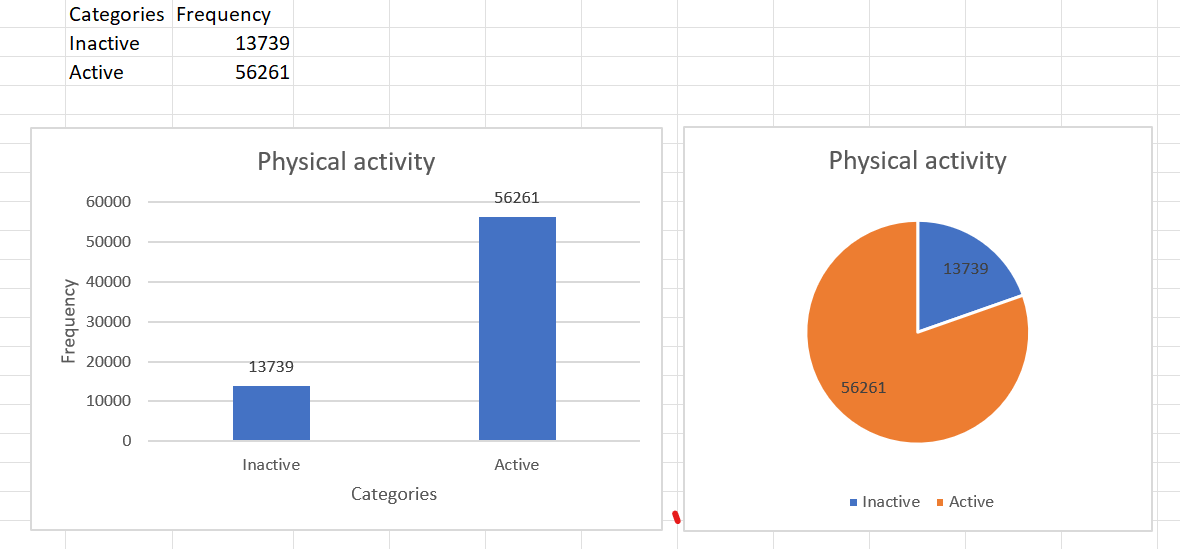 Categories Frequency
Inactive 13739
Active 56261
Physical activity
60000
50000
40000
30000
20000
10000
0
Frequency
56261
13739
Inactive Active
Categories
Physical activity
13739
56261
Inactive Active